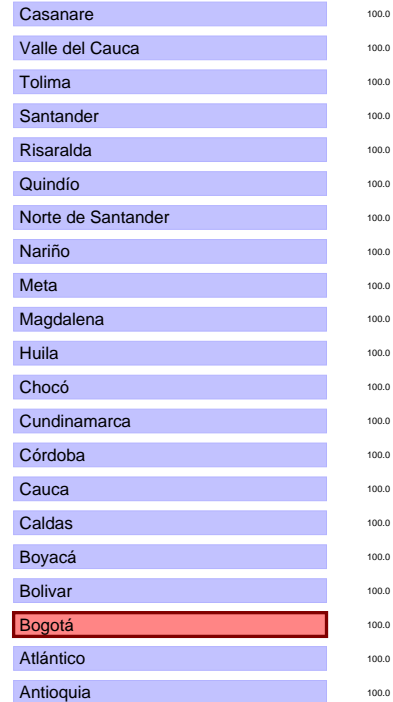 Casanare 100.0
Valle del Cauca 100.0
Tolima 100.0
Santander 100.0
Risaralda 100.0
Quindío 100.0
Norte de Santander 100.0
Nariño 100.0
Meta 100.0
Magdalena 100.0
Huila 100.0
Chocó 100.0
Cundinamarca 100.0
Córdoba 100.0
Cauca 100.0
Caldas 100.0
Boyacá 100.0
Bolivar 100.0
Bogotá 100.0
Atlántico 100.0
Antioquia 100.0